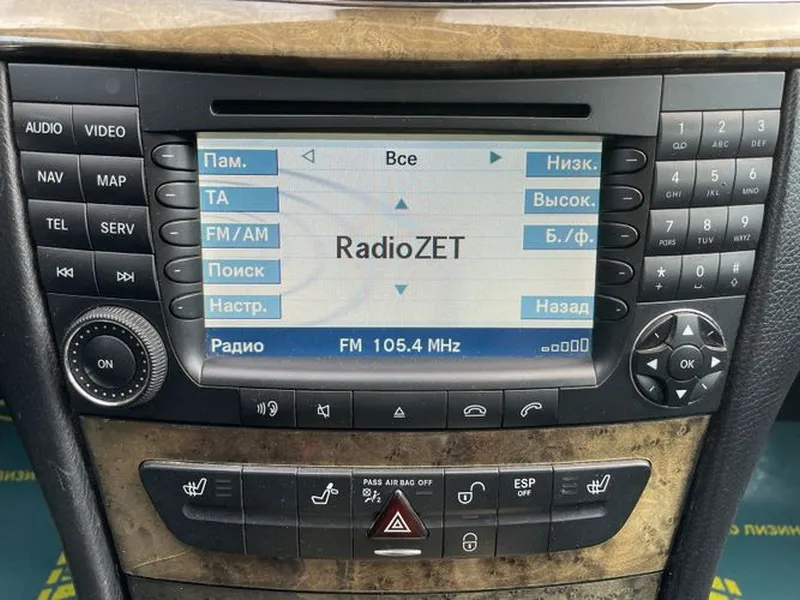 AUDIO
VIDEO
NAV
MAP
TEL
SERV
ON
Пам.
Все
Низк.
TA
Высок.
FM/AM
RadioZET
Б./ф.
Поиск
Настр.
Назад
Радио
FM 105.4 MHz
1
2 ABC
3 DEF
4 GHI
5 JKL
6 MNO
7 PQRS
8 TUV
9 WXYZ
*
0
#
+
OK
PASS AIR BAG OFF
ESP
OFF